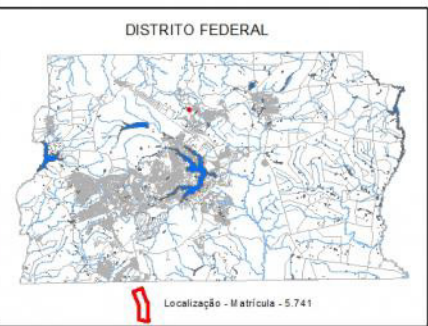 DISTRITO FEDERAL
Localização - Matrícula - 5.741